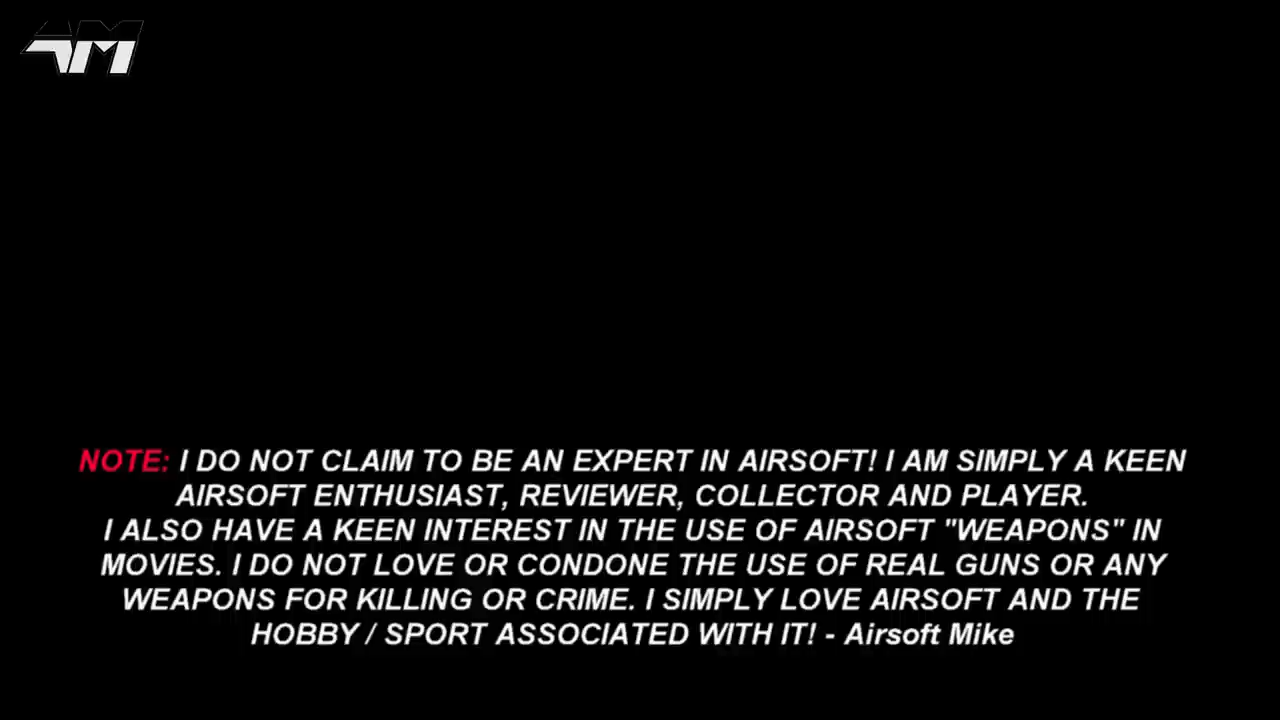 AM
NOTE: I DO NOT CLAIM TO BE AN EXPERT IN AIRSOFT! I AM SIMPLY A KEEN
AIRSOFT ENTHUSIAST, REVIEWER, COLLECTOR AND PLAYER.
I ALSO HAVE A KEEN INTEREST IN THE USE OF AIRSOFT "WEAPONS" IN
MOVIES. I DO NOT LOVE OR CONDONE THE USE OF REAL GUNS OR ANY
WEAPONS FOR KILLING OR CRIME. I SIMPLY LOVE AIRSOFT AND THE
HOBBY / SPORT ASSOCIATED WITH IT! - Airsoft Mike